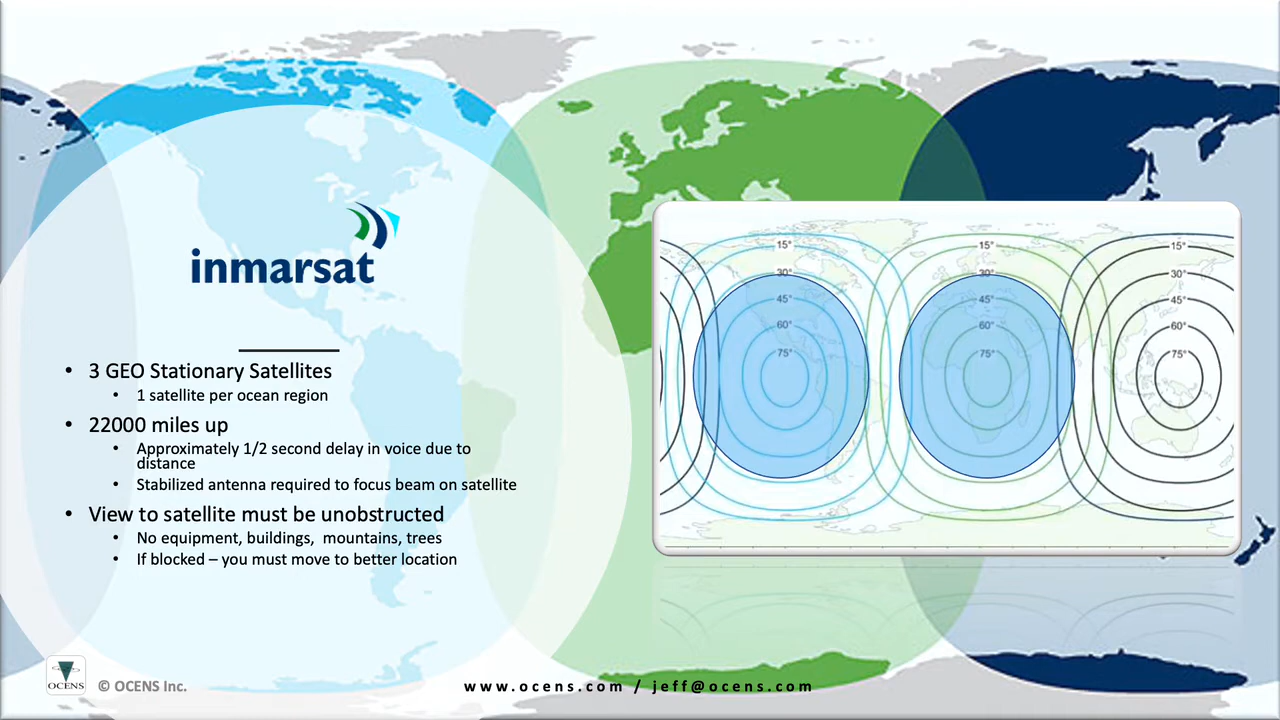 inmarsat
• 3 GEO Stationary Satellites
• 1 satellite per ocean region
• 22000 miles up
• Approximately 1/2 second delay in voice due to
distance
• Stabilized antenna required to focus beam on satellite
• View to satellite must be unobstructed
• No equipment, buildings, mountains, trees
• If blocked – you must move to better location
15° 15° 15°
30° 30° 30°
45° 45° 45°
60° 60° 60°
75° 75° 75°
OCENS
© OCENS Inc.
www.ocens.com / jeff@ocens.com